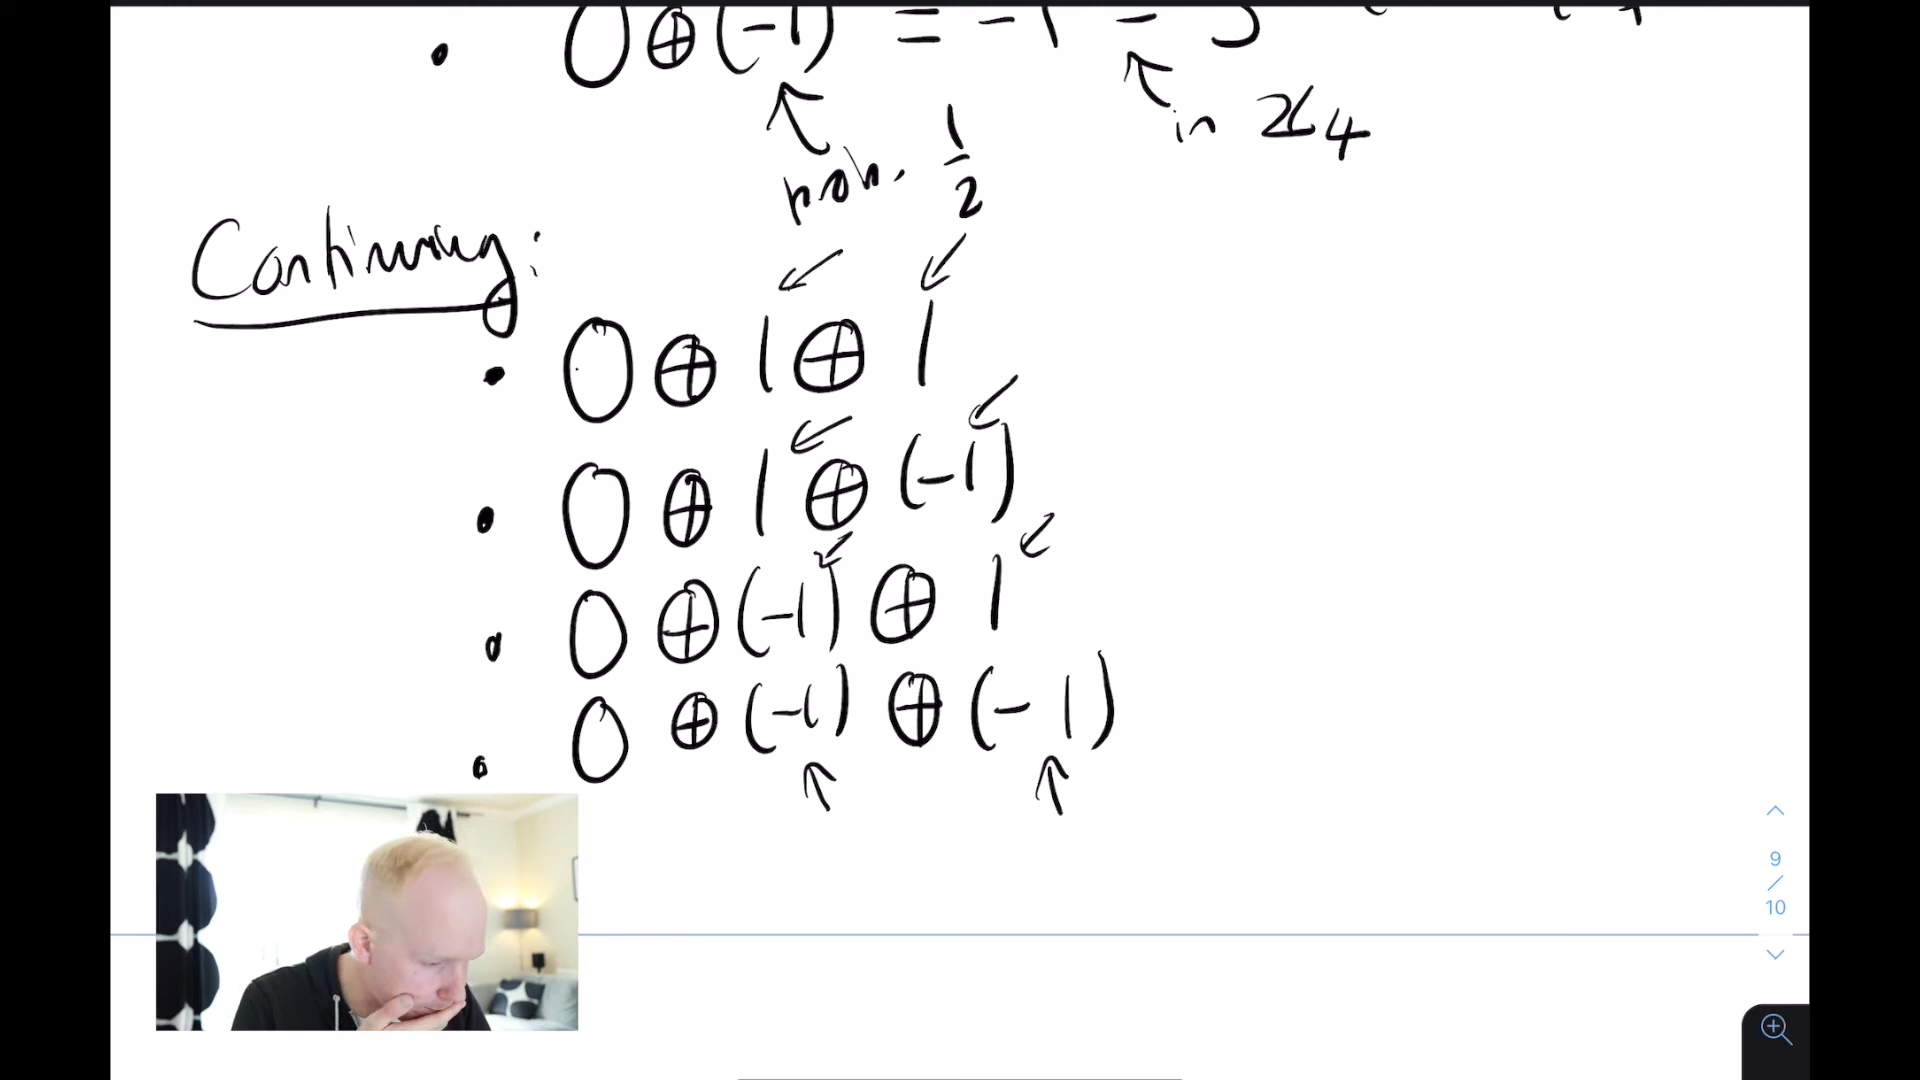 • 0 ⊕ (-1) = -1 = 3
in ℤ4
prob. 1/2
Continuing:
• 0 ⊕ 1 ⊕ 1
• 0 ⊕ 1 ⊕ (-1)
• 0 ⊕ (-1) ⊕ 1
• 0 ⊕ (-1) ⊕ (-1)
9
/
10